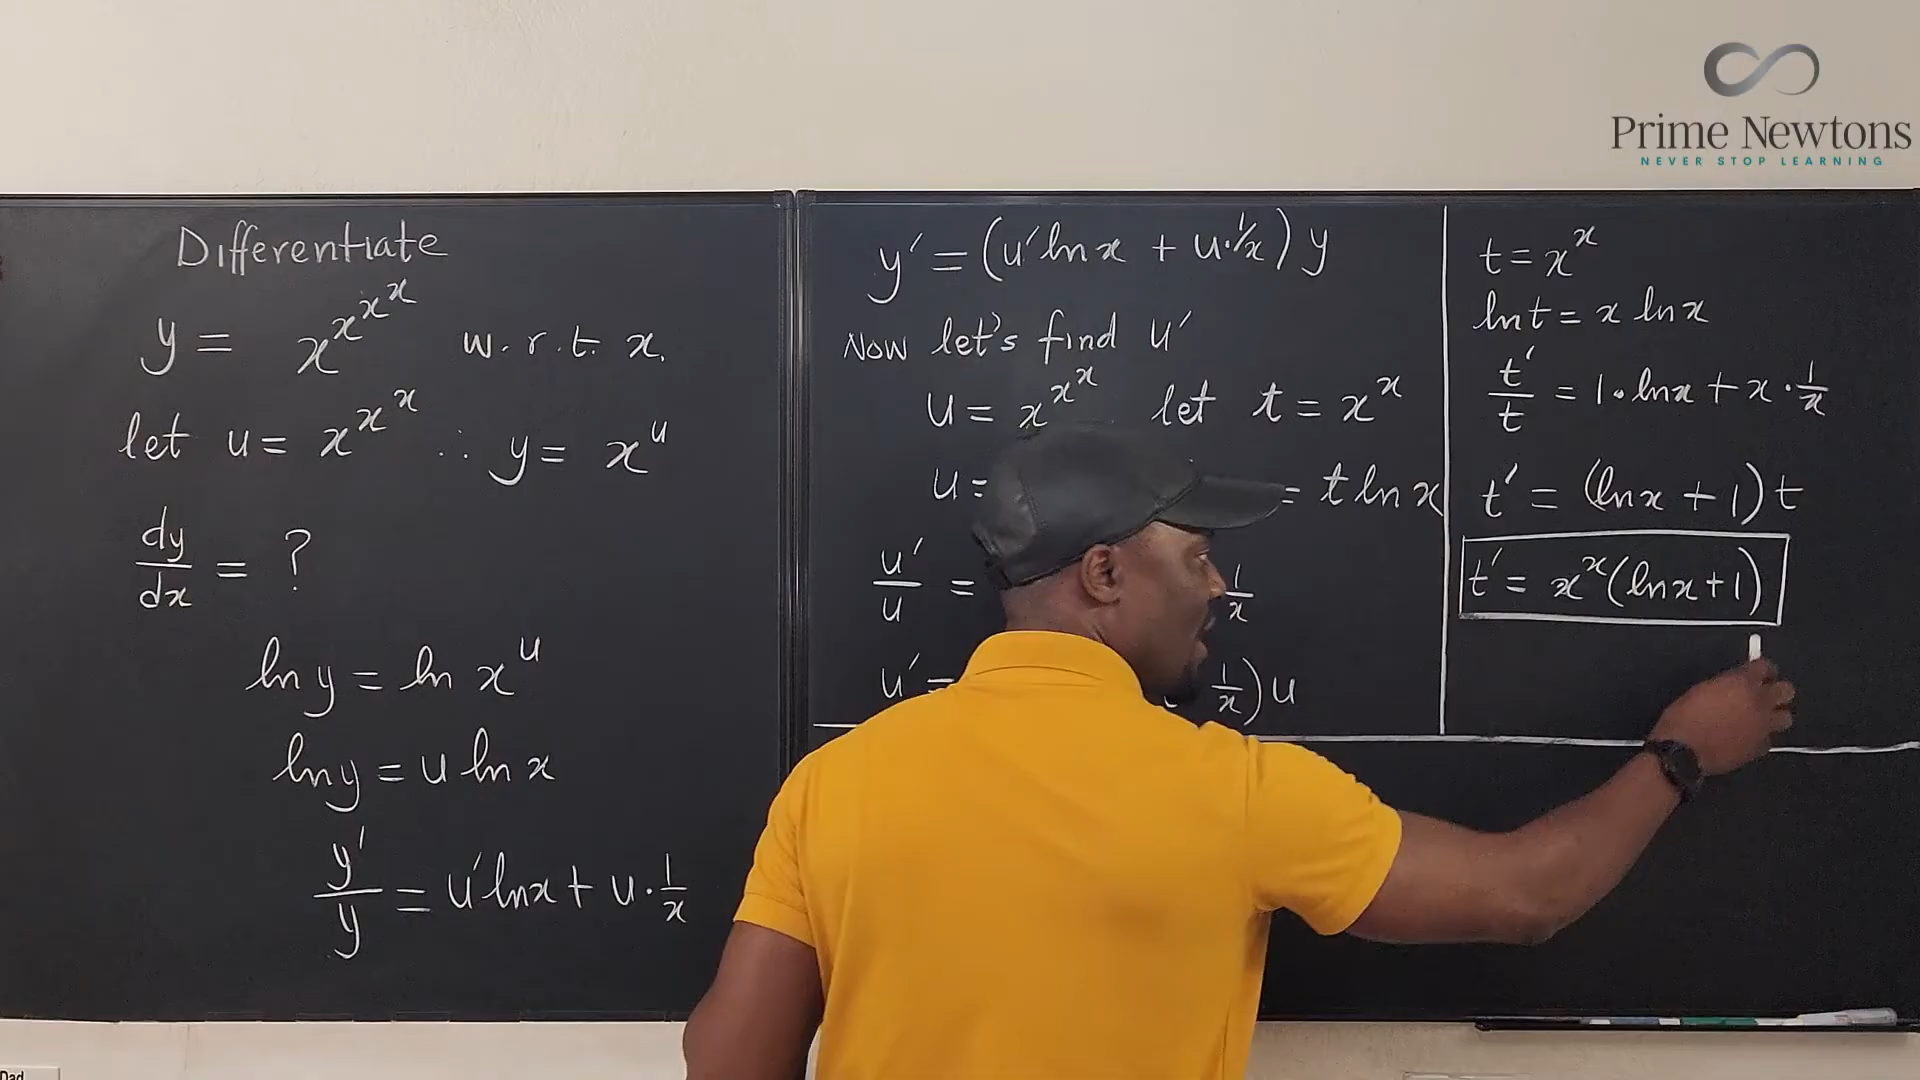 Prime Newtons
NEVER STOP LEARNING
Differentiate
y = x^{x^{x^x}} w.r.t. x.
let u = x^{x^x} ∴ y = x^u
dy/dx = ?
ln y = ln x^u
ln y = u ln x
y'/y = u' ln x + u · 1/x
y' = (u' ln x + u · 1/x) y
Now let's find u'
u = x^{x^x} let t = x^x
u = = t ln x
u'/u = 1/x
u' = 1/x) u
t = x^x
ln t = x ln x
t'/t = 1 · ln x + x · 1/x
t' = (ln x + 1) t
t' = x^x (ln x + 1)
Dad